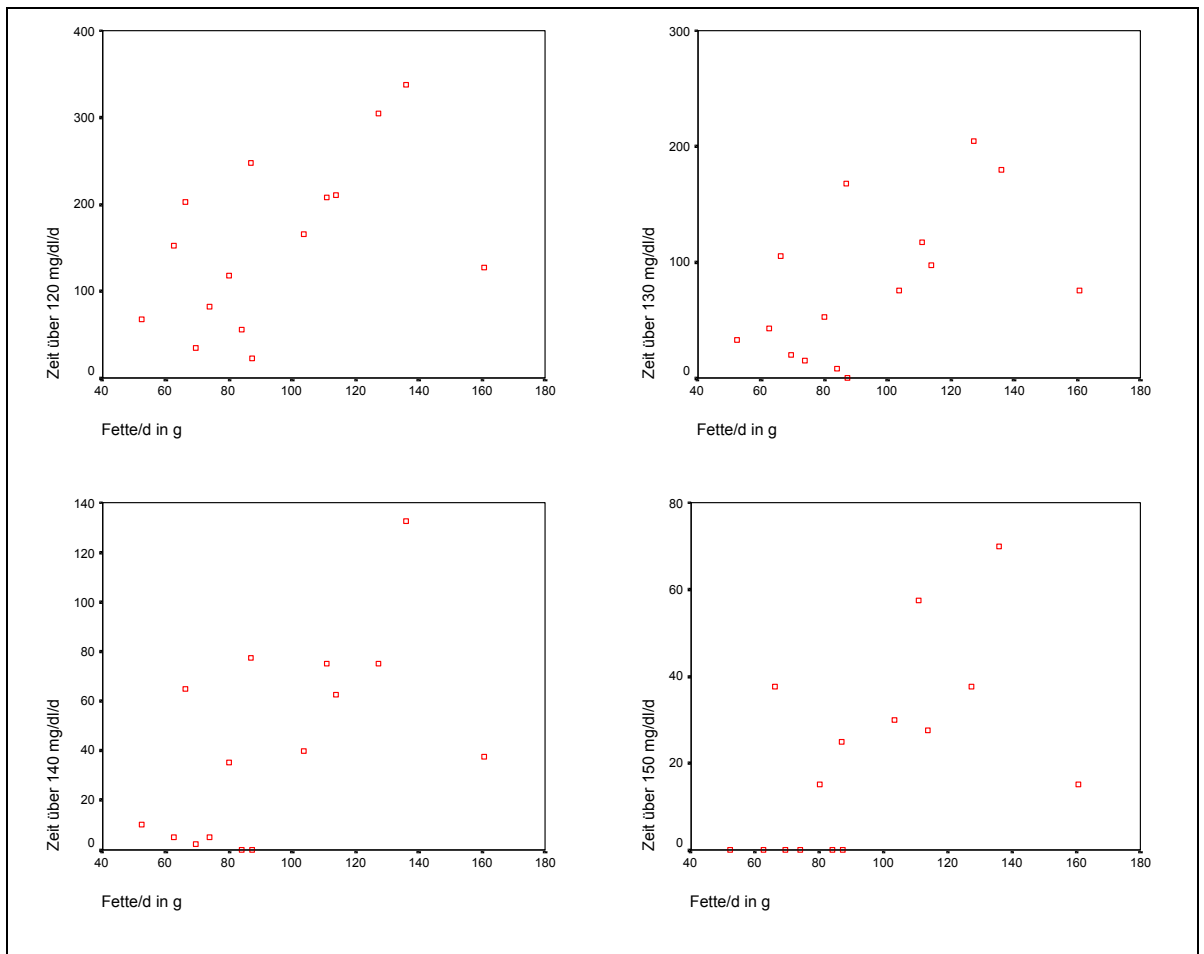 400
300
200
100
0
Zeit über 120 mg/dl/d
40 60 80 100 120 140 160 180
Fette/d in g
300
200
100
0
Zeit über 130 mg/dl/d
40 60 80 100 120 140 160 180
Fette/d in g
140
120
100
80
60
40
20
0
Zeit über 140 mg/dl/d
40 60 80 100 120 140 160 180
Fette/d in g
80
60
40
20
0
Zeit über 150 mg/dl/d
40 60 80 100 120 140 160 180
Fette/d in g